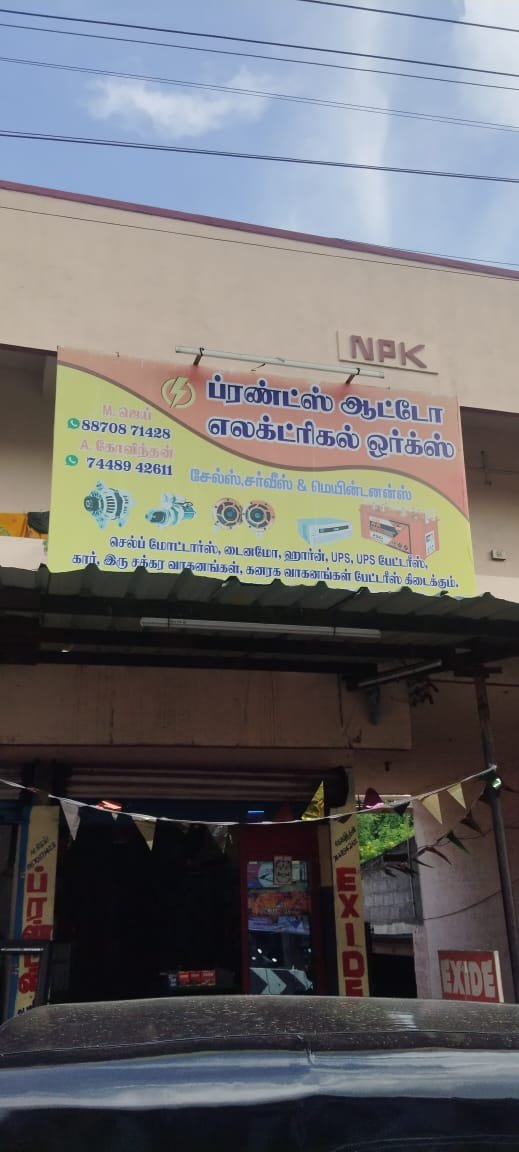 NPK
ப்ரண்ட்ஸ் ஆட்டோ
எலக்ட்ரிகல் ஒர்க்ஸ்
M. ஜெய்
88708 71428
A. கோவிந்தன்
74489 42611
சேல்ஸ்,சர்வீஸ் & மெயின்டனன்ஸ்
செல்ப் மோட்டார்ஸ், டைனமோ, ஹார்ன், UPS, UPS பேட்டரீஸ்,
கார், இரு சக்கர வாகனங்கள், கனரக வாகனங்கள் பேட்டரீஸ் கிடைக்கும்.
EXIDE
EXIDE